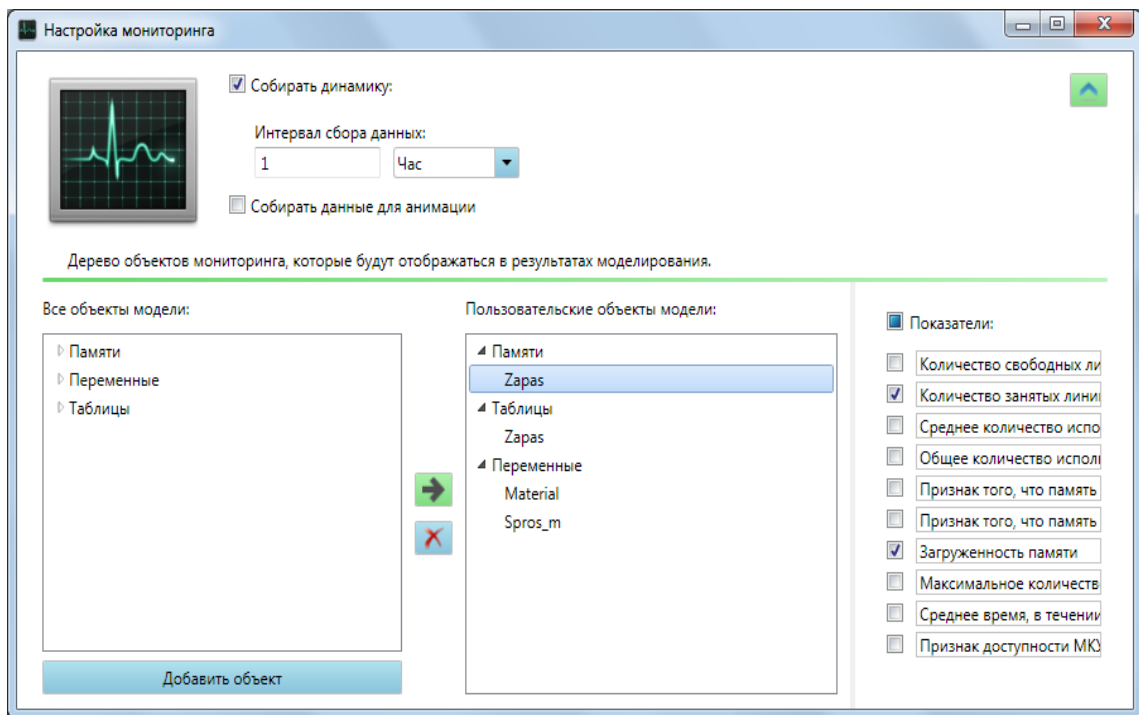 Настройка мониторинга
Собирать динамику:
Интервал сбора данных:
1
Час
Собирать данные для анимации
Дерево объектов мониторинга, которые будут отображаться в результатах моделирования.
Все объекты модели:
Памяти
Переменные
Таблицы
Добавить объект
Пользовательские объекты модели:
Памяти
Zapas
Таблицы
Zapas
Переменные
Material
Spros_m
Показатели:
Количество свободных ли
Количество занятых лини
Среднее количество испо
Общее количество исполь
Признак того, что память
Признак того, что память
Загруженность памяти
Максимальное количеств
Среднее время, в течении
Признак доступности МКУ